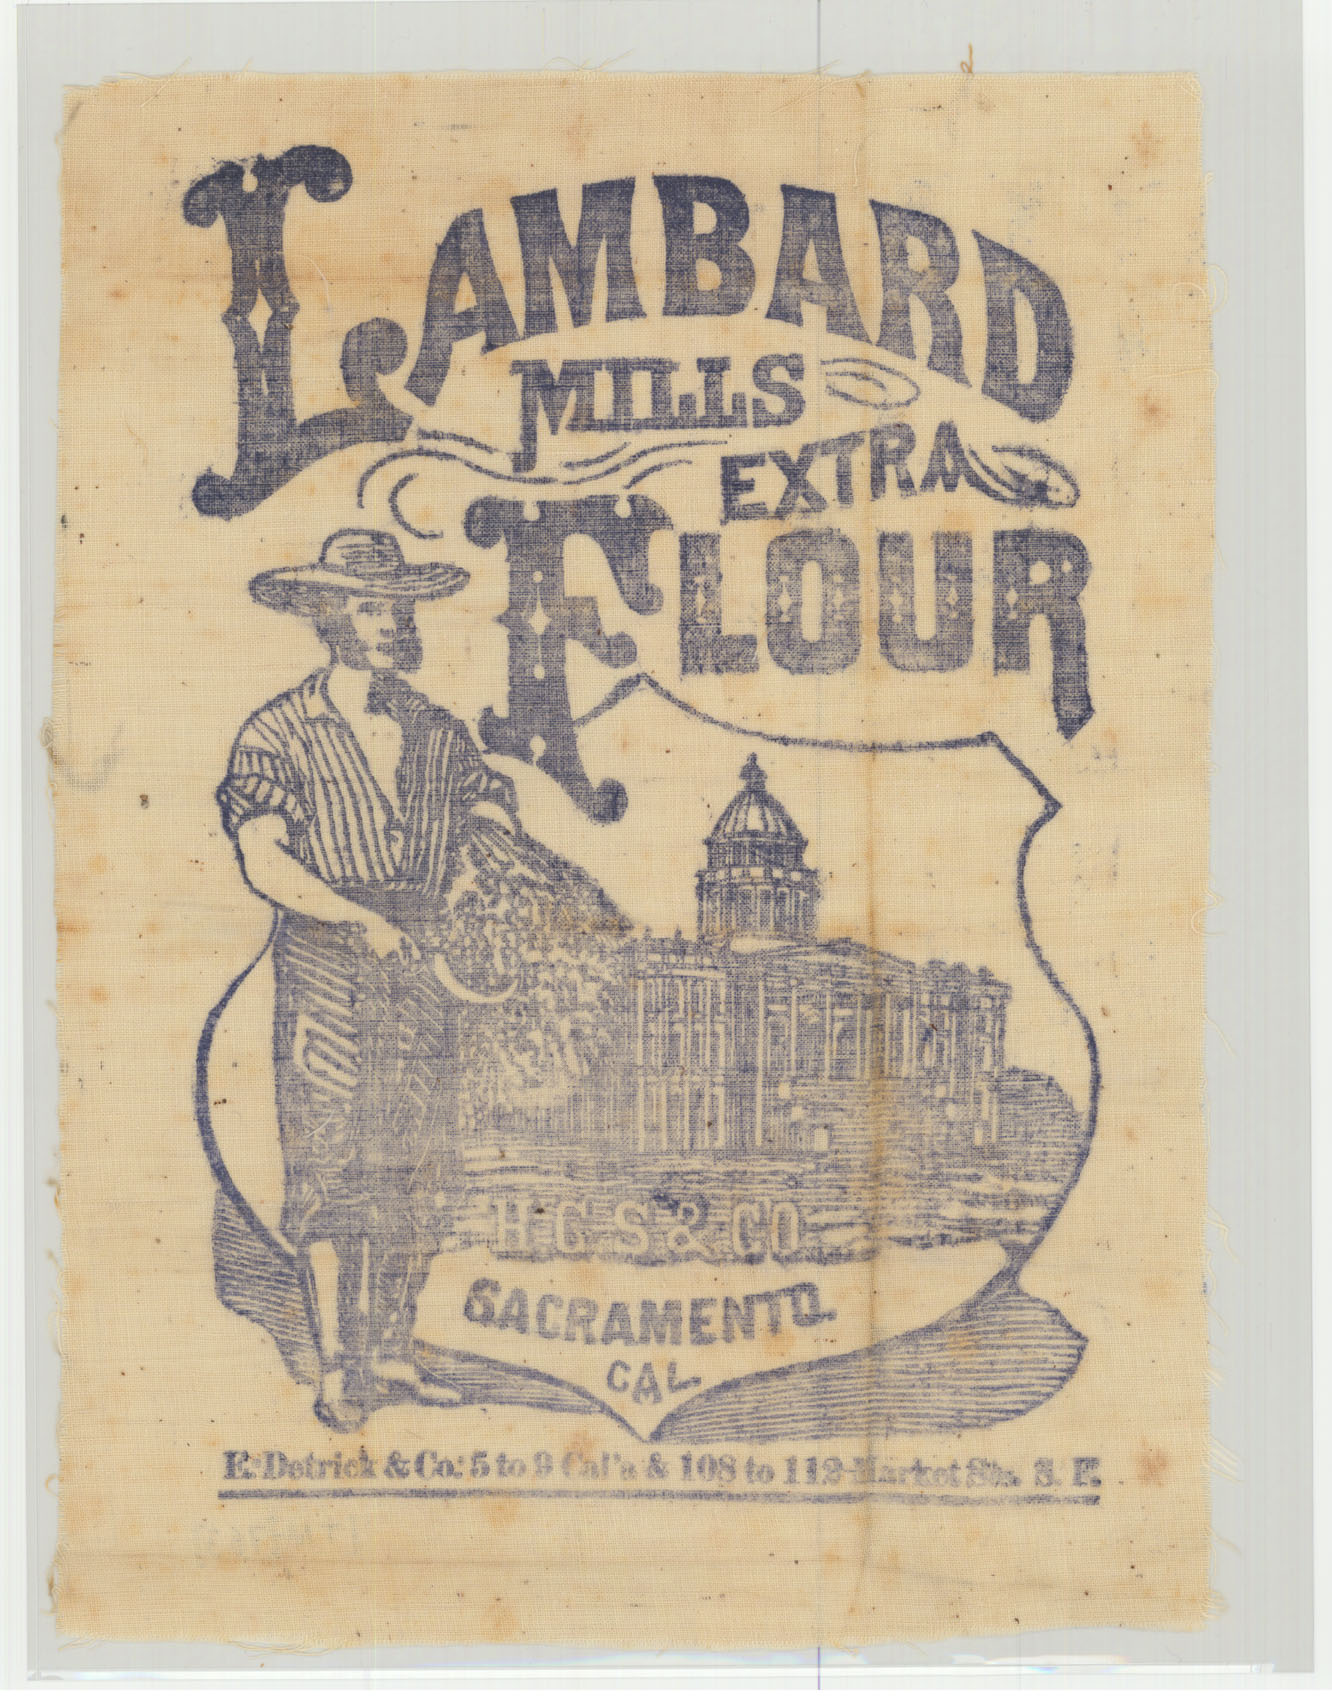 LAMBARD
MILLS
EXTRA
FLOUR
H.G.S & CO
SACRAMENTO.
CAL
E. Detrick & Co. 5 to 9 Cal'a & 108 to 112 Market Sts. S. F.